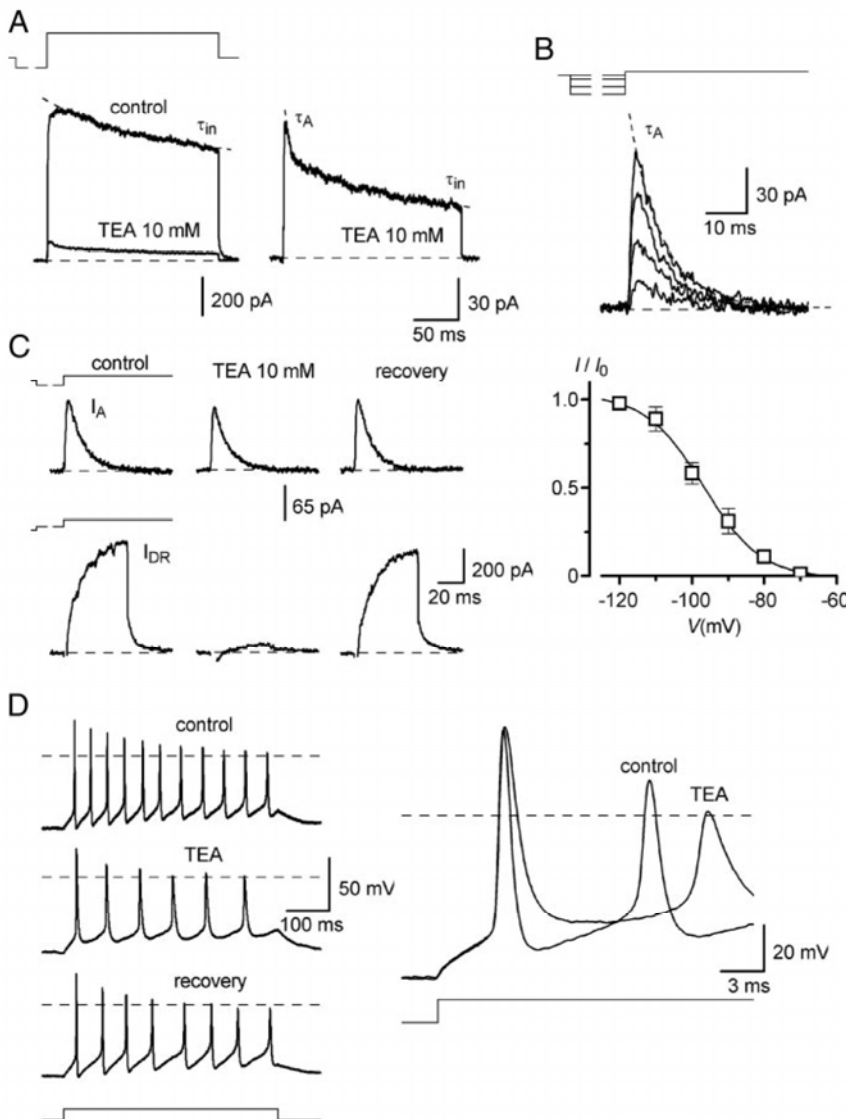 A
control
τin
TEA 10 mM
200 pA
τA
τin
TEA 10 mM
30 pA
50 ms
B
τA
30 pA
10 ms
I / I0
1.0
0.5
0
-120 -100 -80 -60
V(mV)
C
control TEA 10 mM recovery
IA
65 pA
IDR
200 pA
20 ms
D
control
TEA
50 mV
100 ms
recovery
control
TEA
20 mV
3 ms